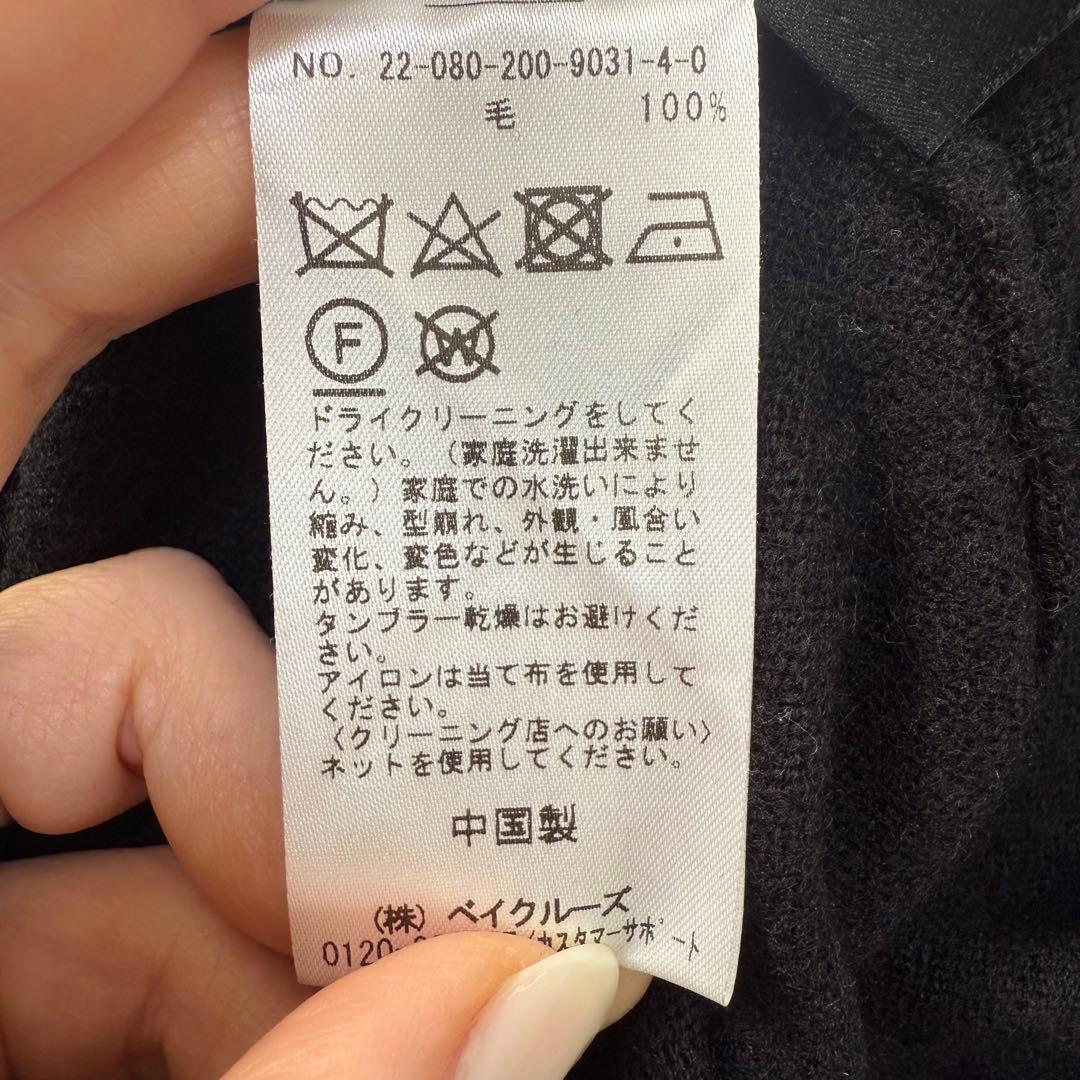 NO. 22-080-200-9031-4-0
毛 100%
F
W
ドライクリーニングをしてく
ださい。（家庭洗濯出来ませ
ん。）家庭での水洗いにより
縮み、型崩れ、外観・風合い
変化、変色などが生じること
があります。
タンブラー乾燥はお避けくだ
さい。
アイロンは当て布を使用して
ください。
〈クリーニング店へのお願い〉
ネットを使用してください。
中国製
(株) ベイクルーズ
0120- カスタマーサポート